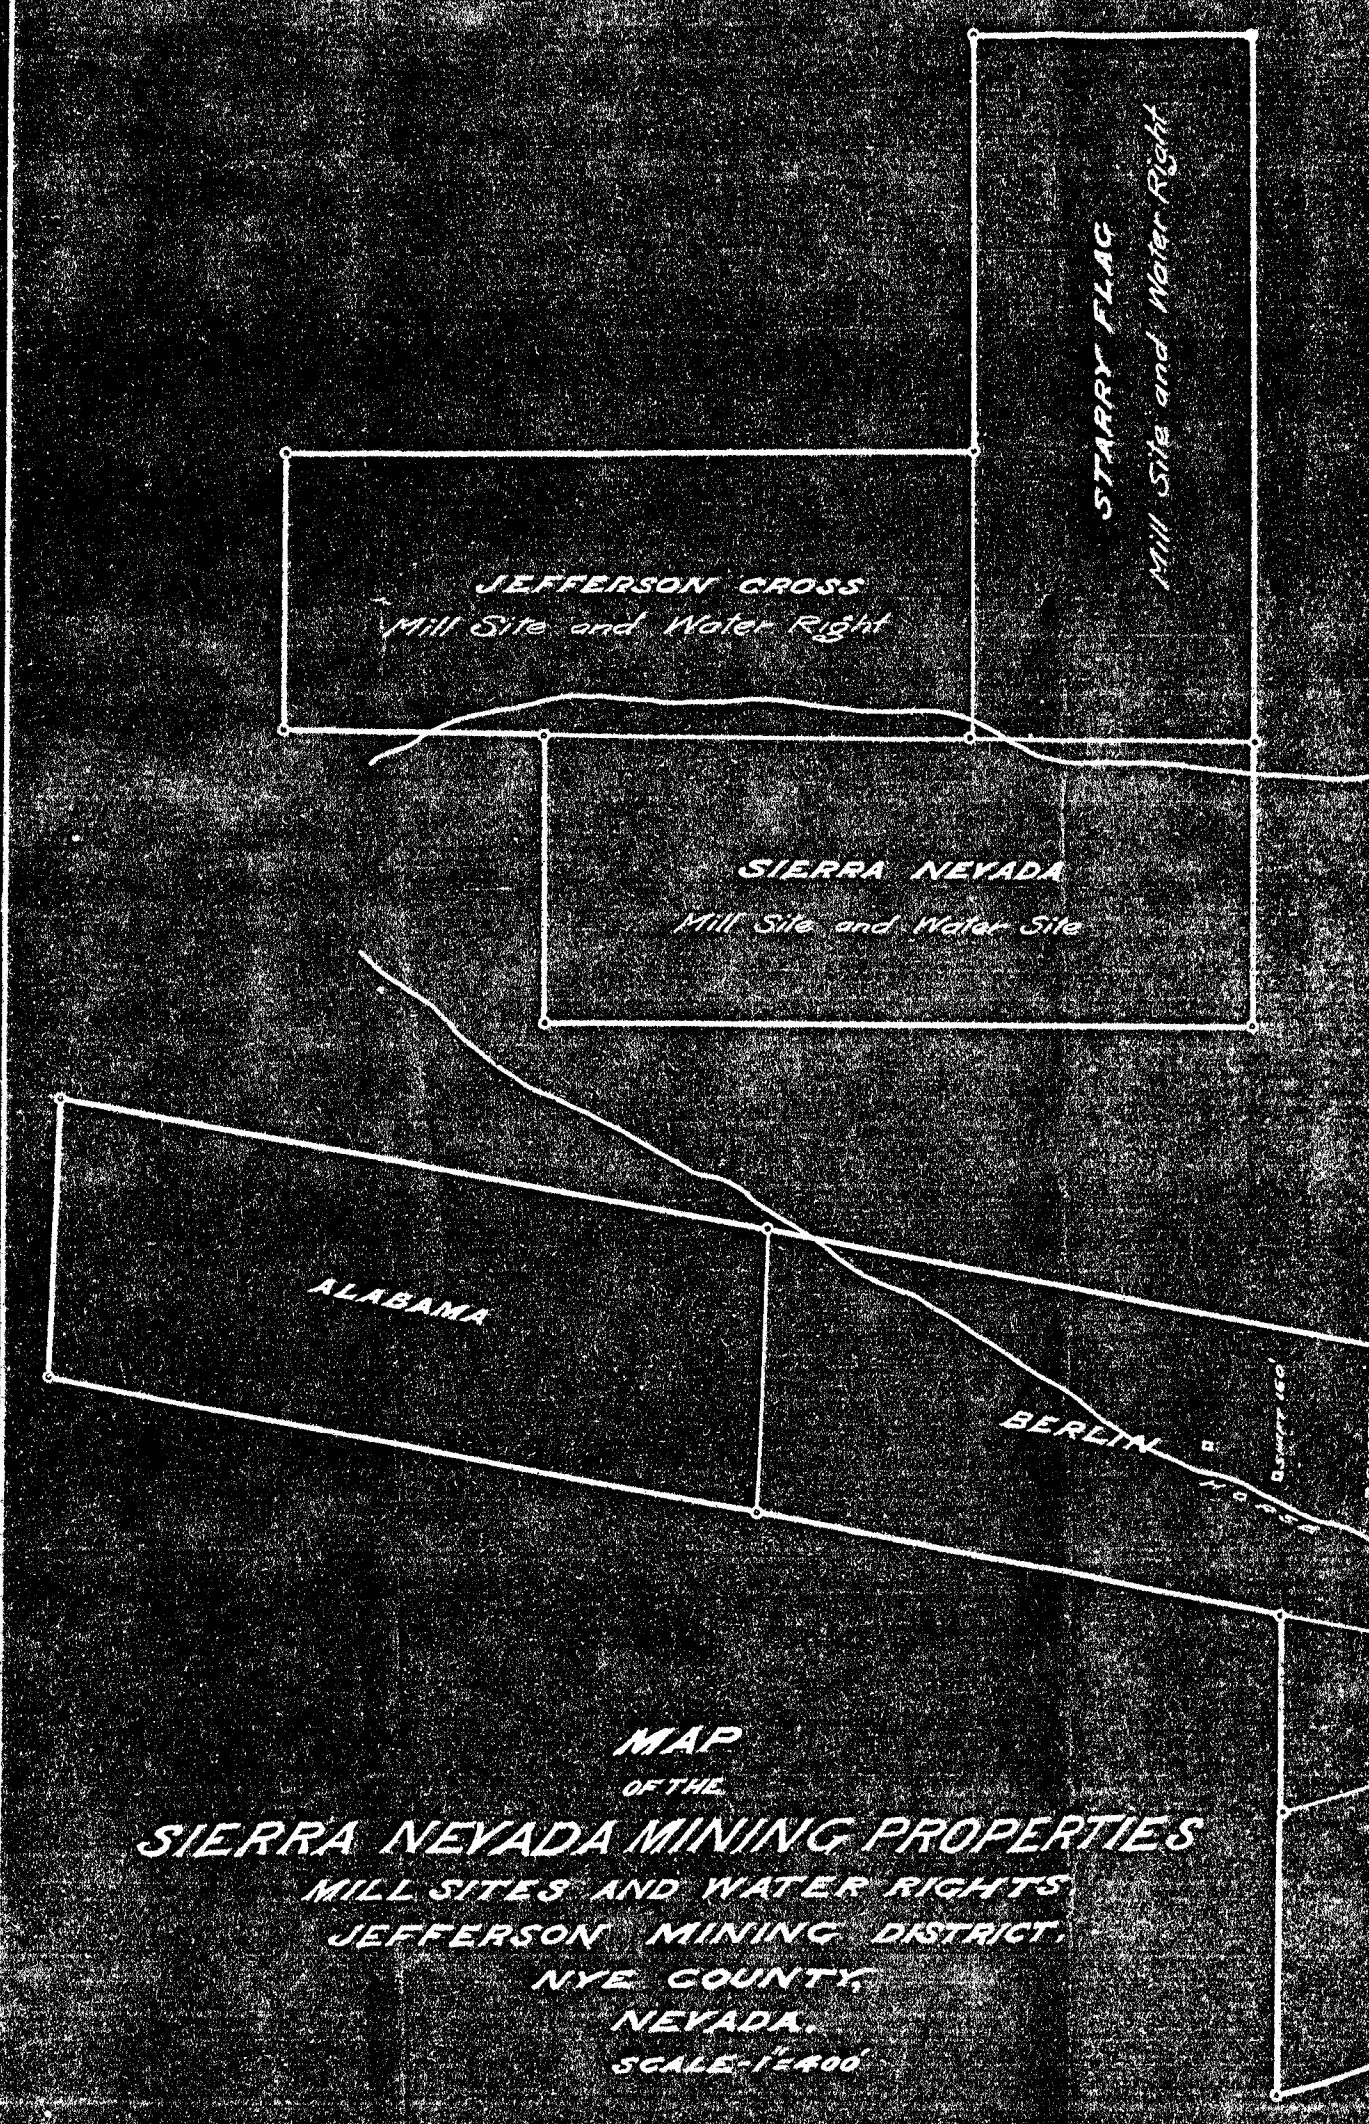 STARRY FLAG
Mill Site and Water Right
JEFFERSON CROSS
Mill Site and Water Right
SIERRA NEVADA
Mill Site and Water Site
ALABAMA
BERLIN
SHAFT 160'
MAP
OF THE
SIERRA NEVADA MINING PROPERTIES
MILL SITES AND WATER RIGHTS,
JEFFERSON MINING DISTRICT.
NYE COUNTY,
NEVADA.
SCALE-1"=400'